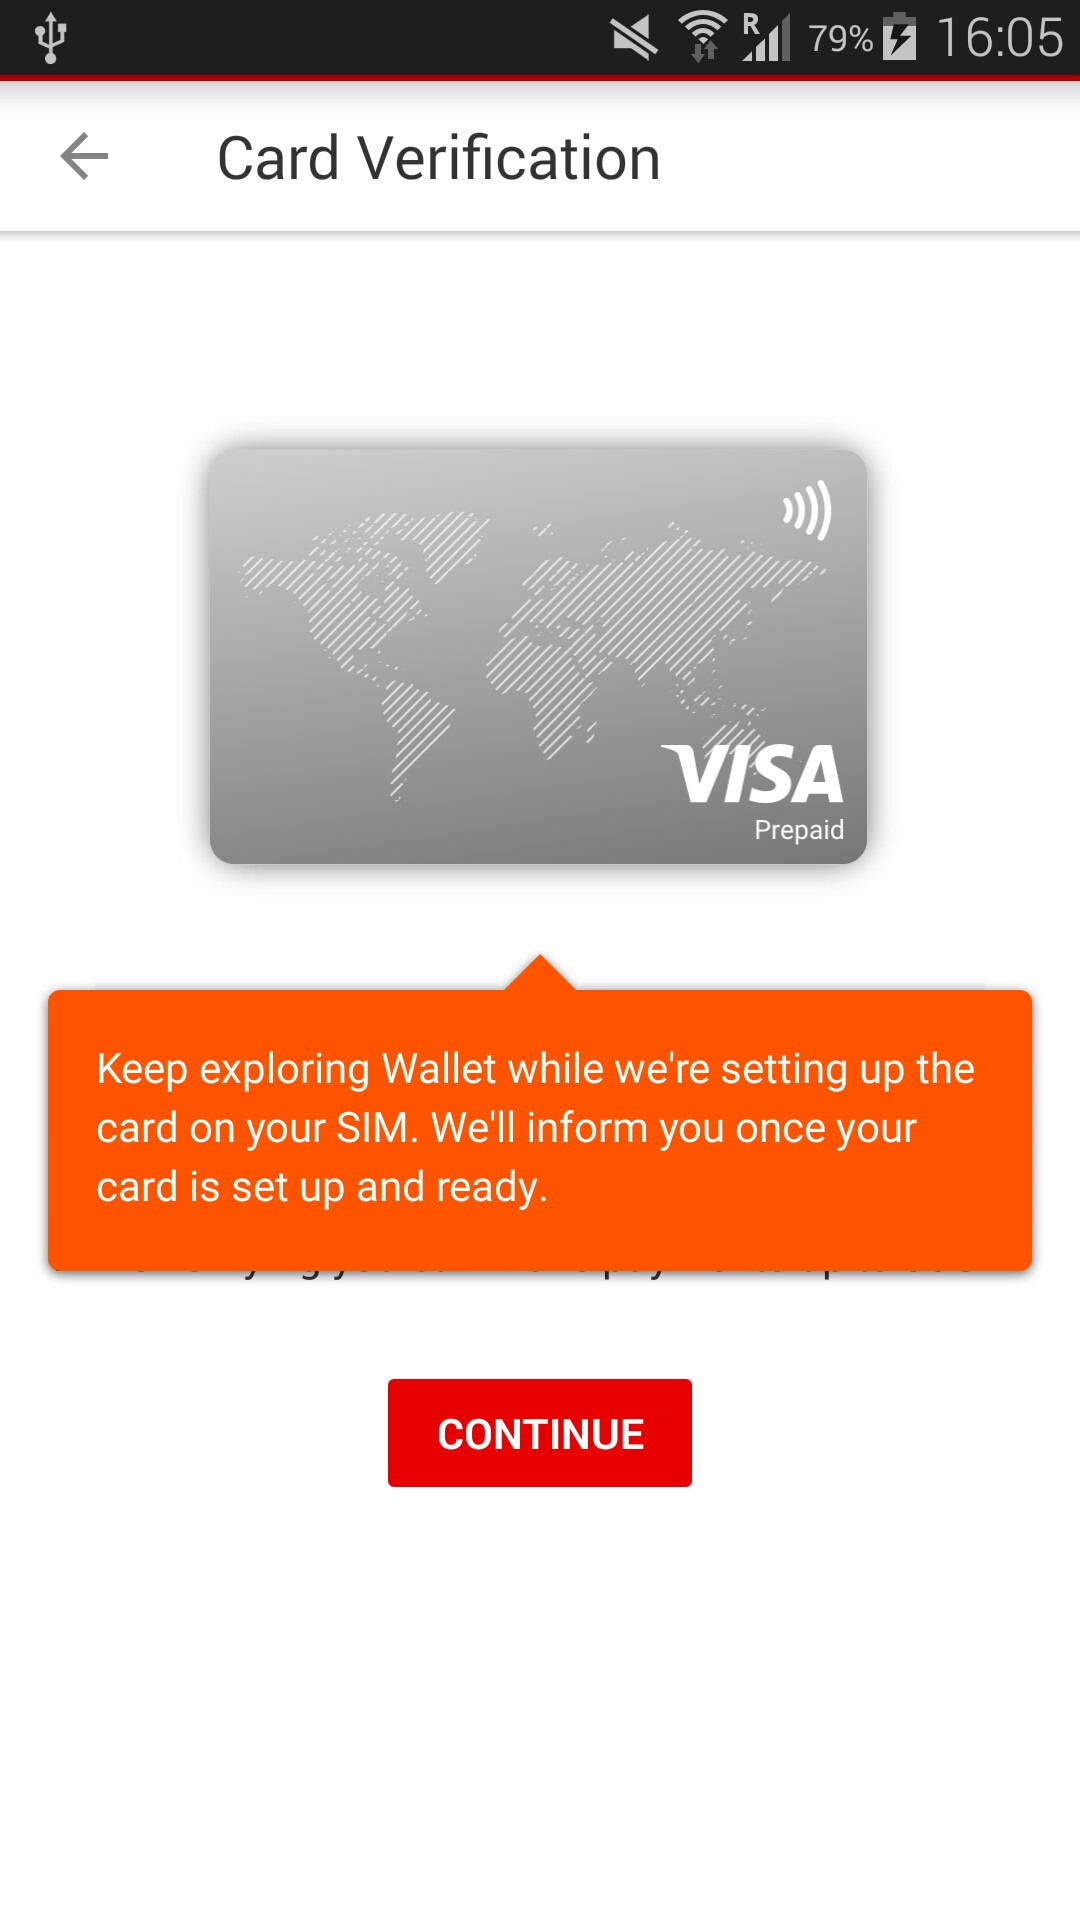 R 79% 16:05
Card Verification
VISA
Prepaid
Keep exploring Wallet while we're setting up the
card on your SIM. We'll inform you once your
card is set up and ready.
CONTINUE